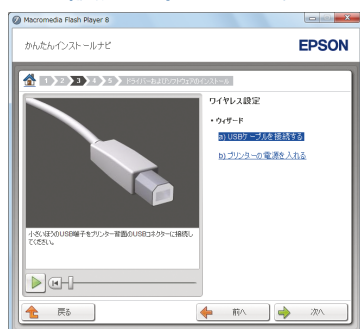 Macromedia Flash Player 8
かんたんインストールナビ
EPSON
1 2 3 4 5 ドライバーおよびソフトウェアのインストール
ワイヤレス設定
・ウィザード
a) USBケーブルを接続する
b) プリンターの電源を入れる
小さいほうのUSB端子をプリンター背面のUSBコネクターに接続し
てください。
戻る
前へ
次へ